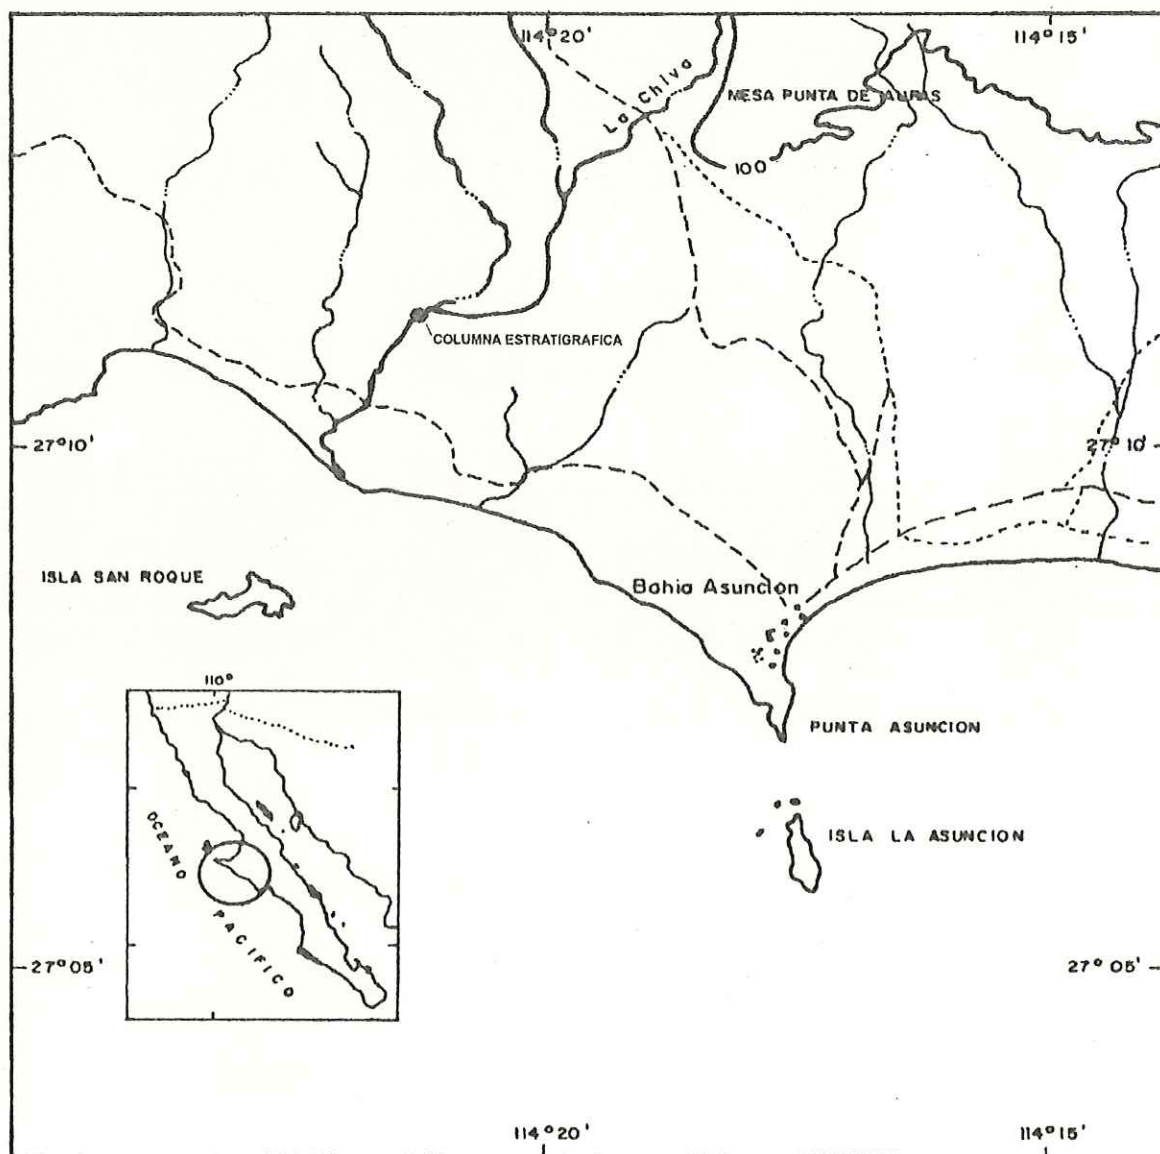 114°20'
114°15'
La Chiva
MESA PUNTA DE
100
COLUMNA ESTRATIGRAFICA
27°10'
27°10'
ISLA SAN ROQUE
Bahia Asunción
110°
PUNTA ASUNCION
OCEANO
PACIFICO
ISLA LA ASUNCION
27°05'
27°05'
114°20'
114°15'